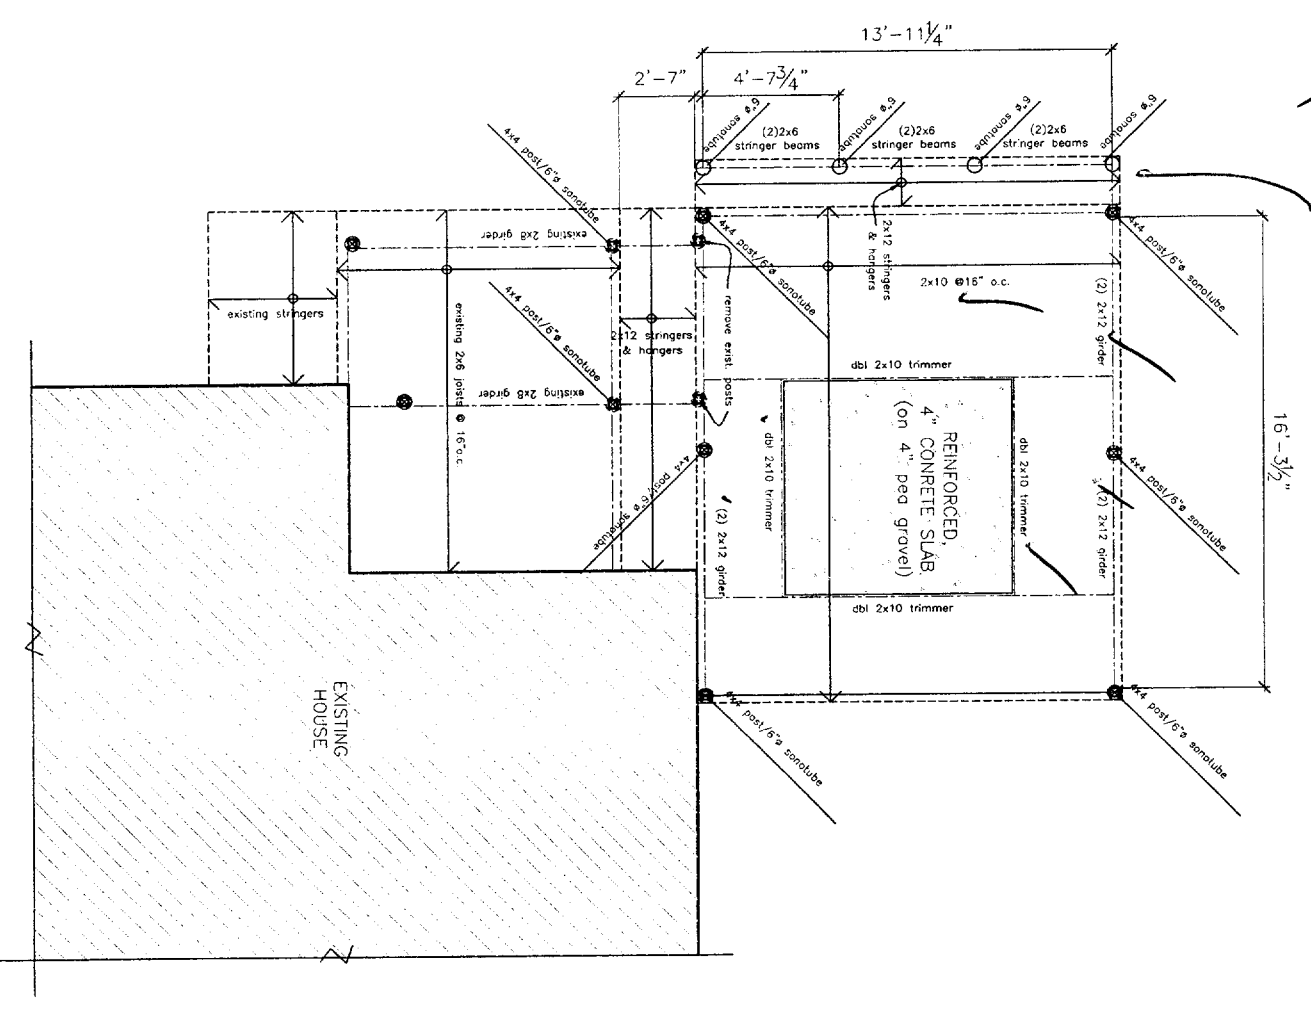 13'-11¼"
2'-7"
4'-7¾"
6"ø sonotube
6"ø sonotube
6"ø sonotube
6"ø sonotube
(2)2x6
stringer beams
(2)2x6
stringer beams
(2)2x6
stringer beams
4x4 post/6"ø sonotube
existing 2x8 girder
4x4 post/6"ø sonotube
2x12 stringers
& hangers
4x4 post/6"ø sonotube
2x10 @16" o.c.
(2) 2x12 girder
existing stringers
existing 2x6 joists @ 16"o.c.
4x4 post/6"ø sonotube
2x12 stringers
& hangers
remove exist. posts
dbl 2x10 trimmer
existing 2x8 girder
16'-3½"
REINFORCED,
4" CONRETE SLAB
(on 4" pea gravel)
dbl 2x10 trimmer
dbl 2x10 trimmer
4x4 post/6"ø sonotube
(2) 2x12 girder
(2) 2x12 girder
4x4 post/6"ø sonotube
dbl 2x10 trimmer
EXISTING
HOUSE
4x4 post/6"ø sonotube
4x4 post/6"ø sonotube